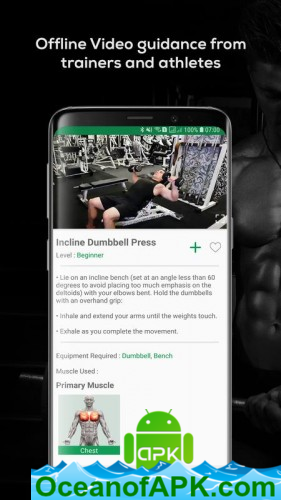 Offline Video guidance from
trainers and athletes
100% 07:00
Incline Dumbbell Press
Level : Beginner
• Lie on an incline bench (set at an angle less than 60
degrees to avoid placing too much emphasis on the
deltoids) with your elbows bent. Hold the dumbbells
with an overhand grip:
• Inhale and extend your arms until the weights touch.
• Exhale as you complete the movement.
Equipment Required : Dumbbell, Bench
Muscle Used :
Primary Muscle
Chest
APK
OceanofAPK.com